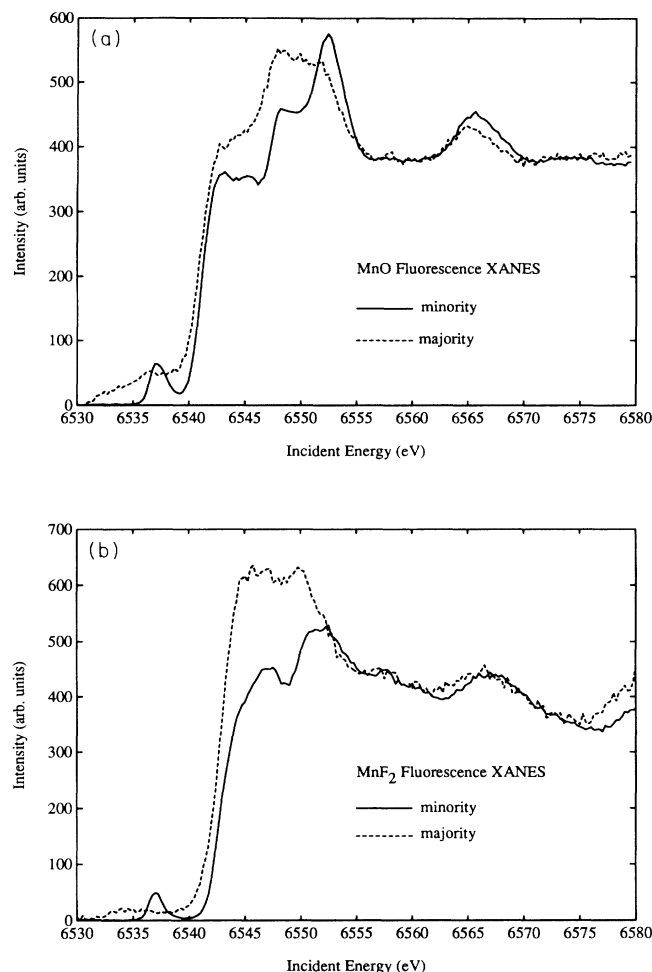 (a)
600
500
400
300
200
100
0
Intensity (arb. units)
MnO Fluorescence XANES
minority
majority
6530 6535 6540 6545 6550 6555 6560 6565 6570 6575 6580
Incident Energy (eV)
(b)
700
600
500
400
300
200
100
0
Intensity (arb. units)
MnF2 Fluorescence XANES
minority
majority
6530 6535 6540 6545 6550 6555 6560 6565 6570 6575 6580
Incident Energy (eV)